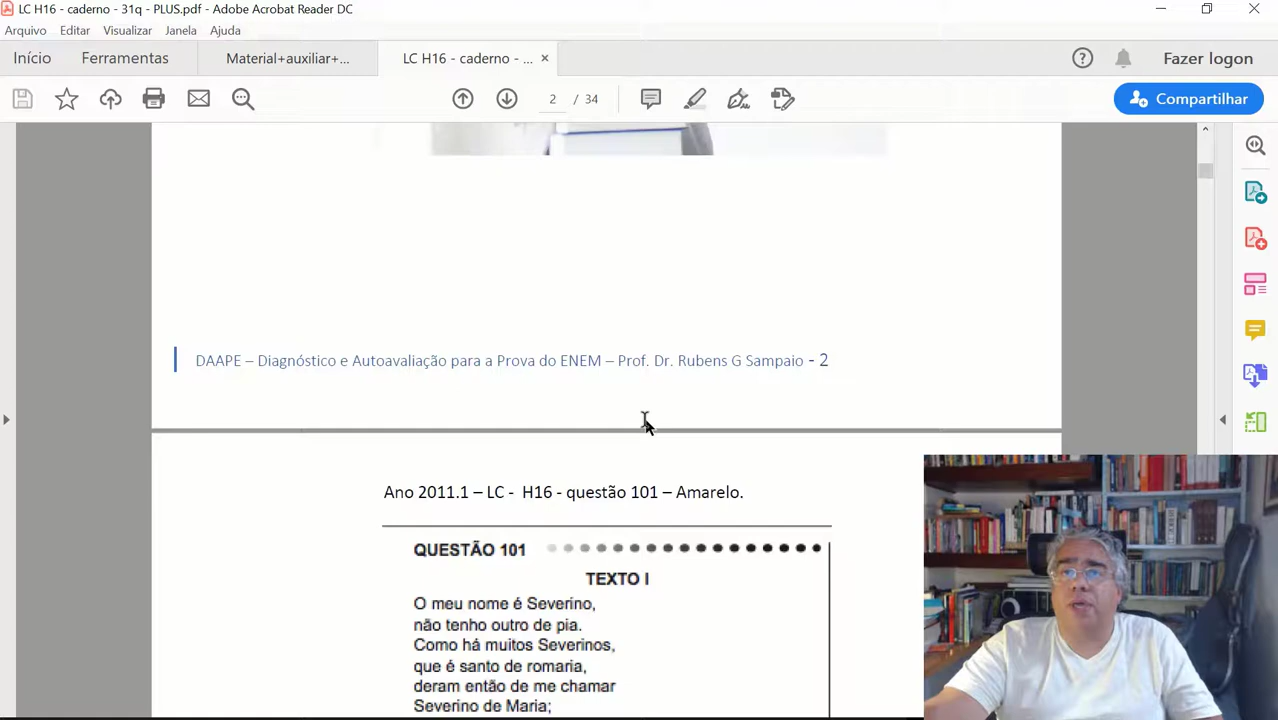 LC H16 - caderno - 31q - PLUS.pdf - Adobe Acrobat Reader DC
Arquivo Editar Visualizar Janela Ajuda
Início Ferramentas Material+auxiliar+... LC H16 - caderno - ... × Fazer logon
2 / 34 Compartilhar
DAAPE – Diagnóstico e Autoavaliação para a Prova do ENEM – Prof. Dr. Rubens G Sampaio - 2
Ano 2011.1 – LC - H16 - questão 101 – Amarelo.
QUESTÃO 101
TEXTO I
O meu nome é Severino,
não tenho outro de pia.
Como há muitos Severinos,
que é santo de romaria,
deram então de me chamar
Severino de Maria;